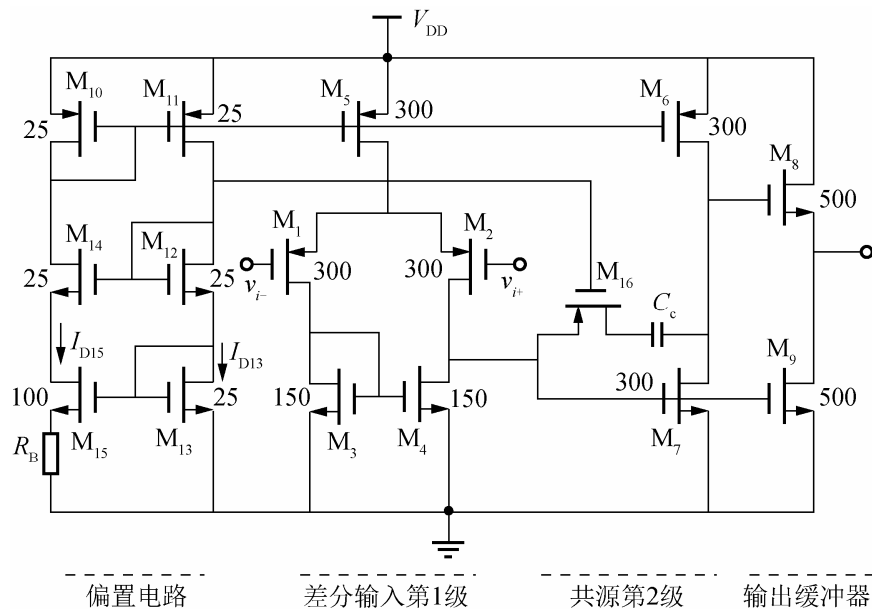 V_DD
M_10
M_11
M_5
M_6
25
25
300
300
M_8
500
M_14
M_12
M_1
M_2
25
25
300
300
v_i−
v_i+
M_16
C_c
I_D15
I_D13
M_9
100
25
150
150
300
500
R_B
M_15
M_13
M_3
M_4
M_7
偏置电路
差分输入第1级
共源第2级
输出缓冲器